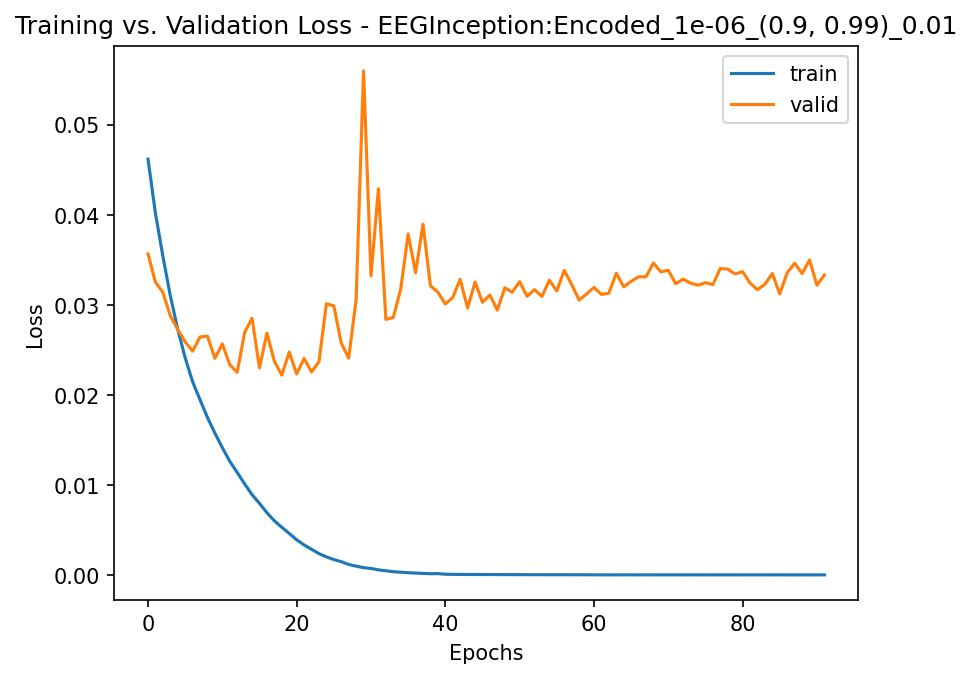 Training vs. Validation Loss - EEGInception:Encoded_1e-06_(0.9, 0.99)_0.01
train
valid
0.05
0.04
0.03
0.02
0.01
0.00
Loss
0 20 40 60 80
Epochs